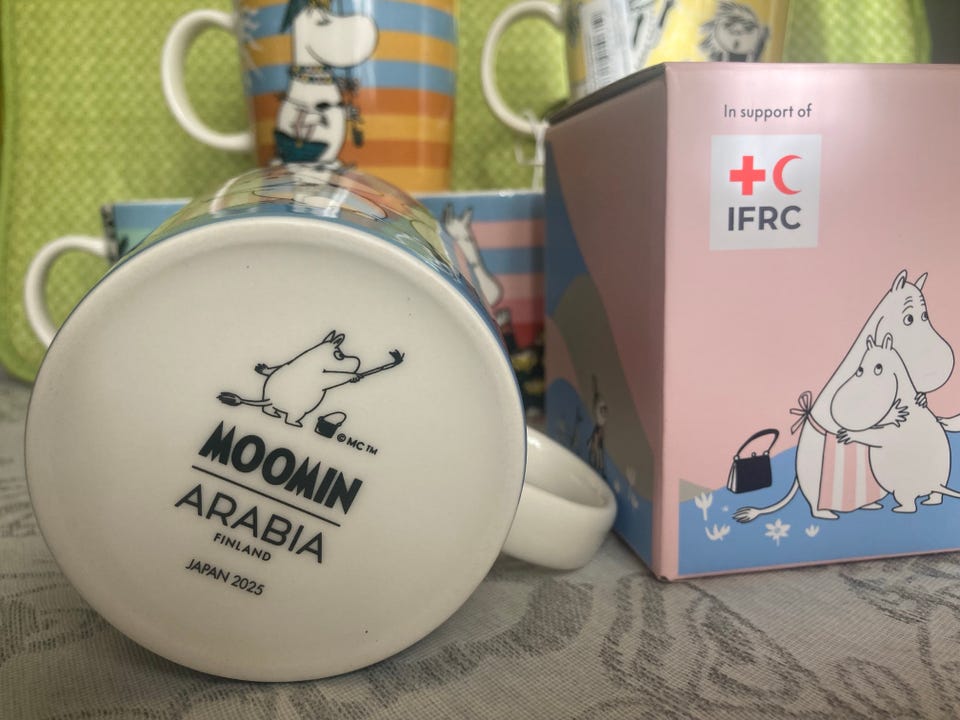 In support of
IFRC
© MC ™
MOOMIN
ARABIA
FINLAND
JAPAN 2025